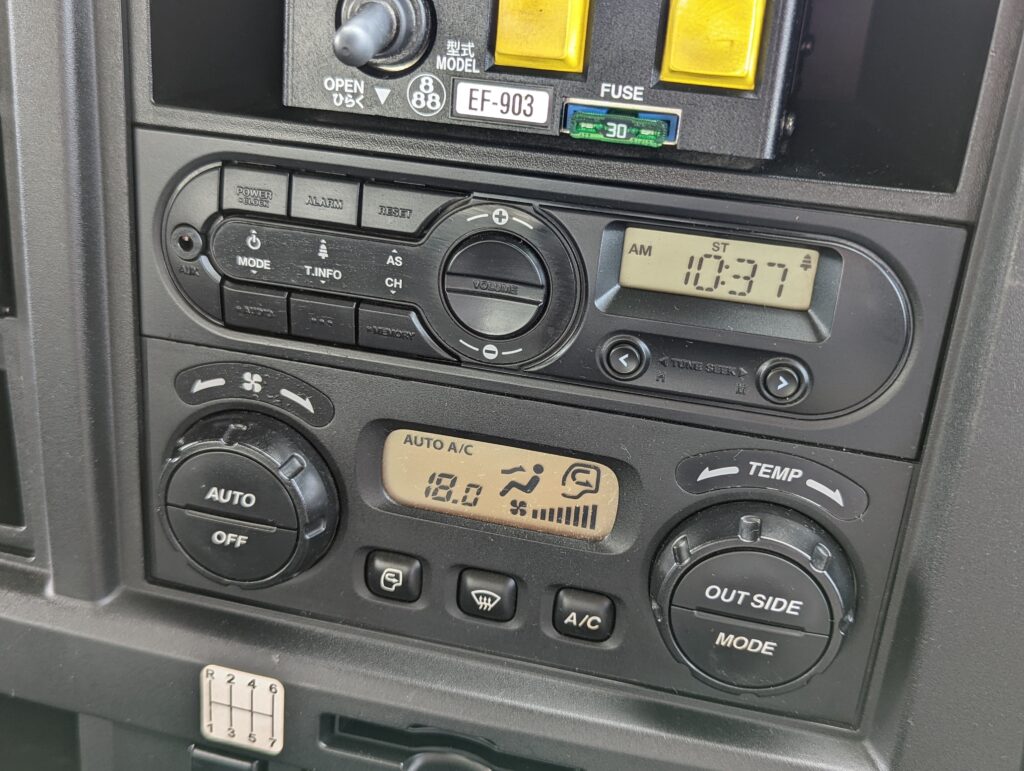 型式
MODEL
OPEN
ひらく
8
88
EF-903
FUSE
30
POWER
ALARM
RESET
AUX
MODE
T.INFO
AS
CH
VOLUME
MEMORY
AM
ST
10:37
TUNE SEEK
AUTO A/C
18.0
TEMP
AUTO
OFF
A/C
OUT SIDE
MODE
R 2 4 6
1 3 5 7